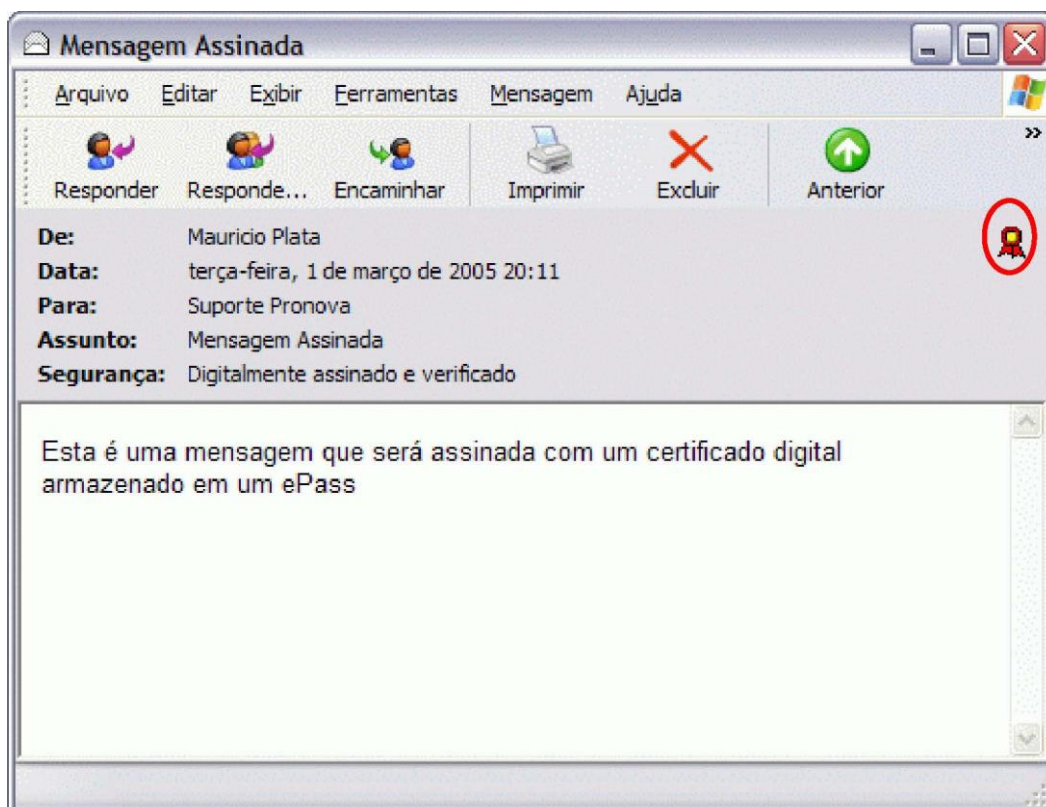 Mensagem Assinada
Arquivo Editar Exibir Ferramentas Mensagem Ajuda
»
Responder Responde... Encaminhar Imprimir Excluir Anterior
De: Mauricio Plata
Data: terça-feira, 1 de março de 2005 20:11
Para: Suporte Pronova
Assunto: Mensagem Assinada
Segurança: Digitalmente assinado e verificado
Esta é uma mensagem que será assinada com um certificado digital
armazenado em um ePass